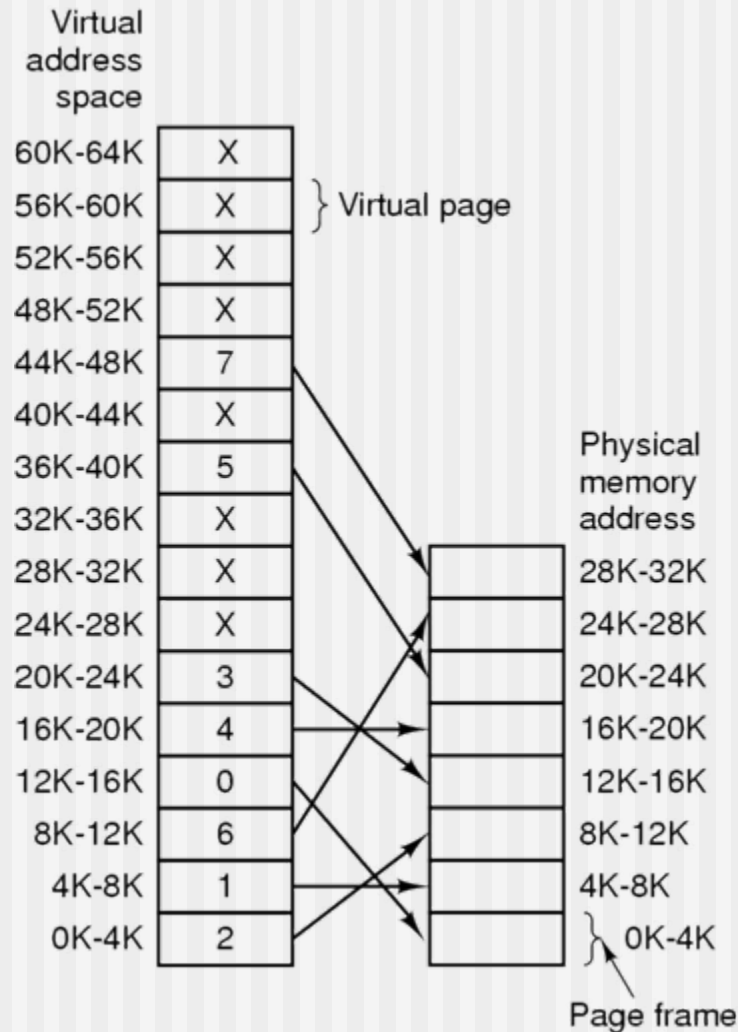 Virtual
address
space
60K-64K X
56K-60K X } Virtual page
52K-56K X
48K-52K X
44K-48K 7
40K-44K X
36K-40K 5
32K-36K X
28K-32K X
24K-28K X
20K-24K 3
16K-20K 4
12K-16K 0
8K-12K 6
4K-8K 1
0K-4K 2
Physical
memory
address
28K-32K
24K-28K
20K-24K
16K-20K
12K-16K
8K-12K
4K-8K
} 0K-4K
Page frame